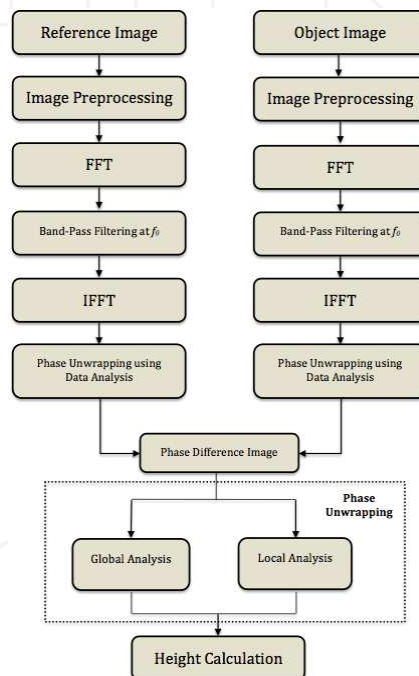 Reference Image
Object Image
Image Preprocessing
Image Preprocessing
FFT
FFT
Band-Pass Filtering at f₀
Band-Pass Filtering at f₀
IFFT
IFFT
Phase Unwrapping using
Data Analysis
Phase Unwrapping using
Data Analysis
Phase Difference Image
Phase
Unwrapping
Global Analysis
Local Analysis
Height Calculation